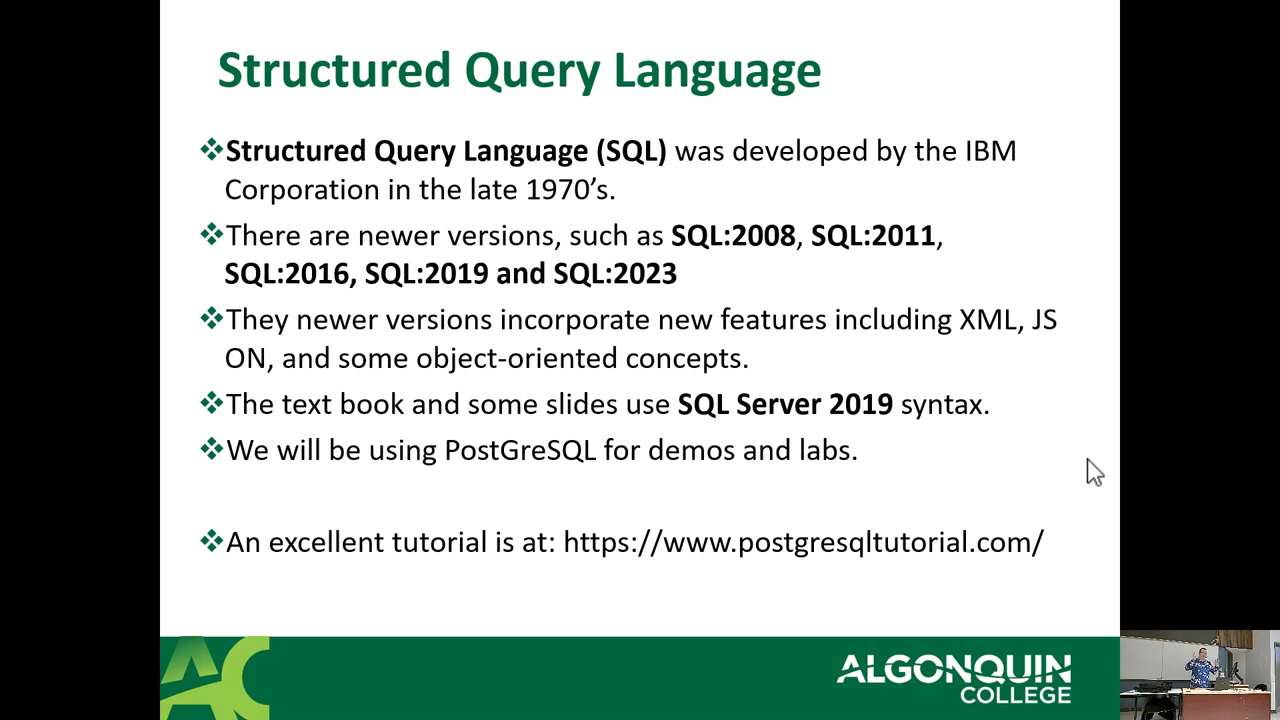 Structured Query Language
❖Structured Query Language (SQL) was developed by the IBM
Corporation in the late 1970’s.
❖There are newer versions, such as SQL:2008, SQL:2011,
SQL:2016, SQL:2019 and SQL:2023
❖They newer versions incorporate new features including XML, JS
ON, and some object-oriented concepts.
❖The text book and some slides use SQL Server 2019 syntax.
❖We will be using PostGreSQL for demos and labs.
❖An excellent tutorial is at: https://www.postgresqltutorial.com/
AC
ALGONQUIN
COLLEGE